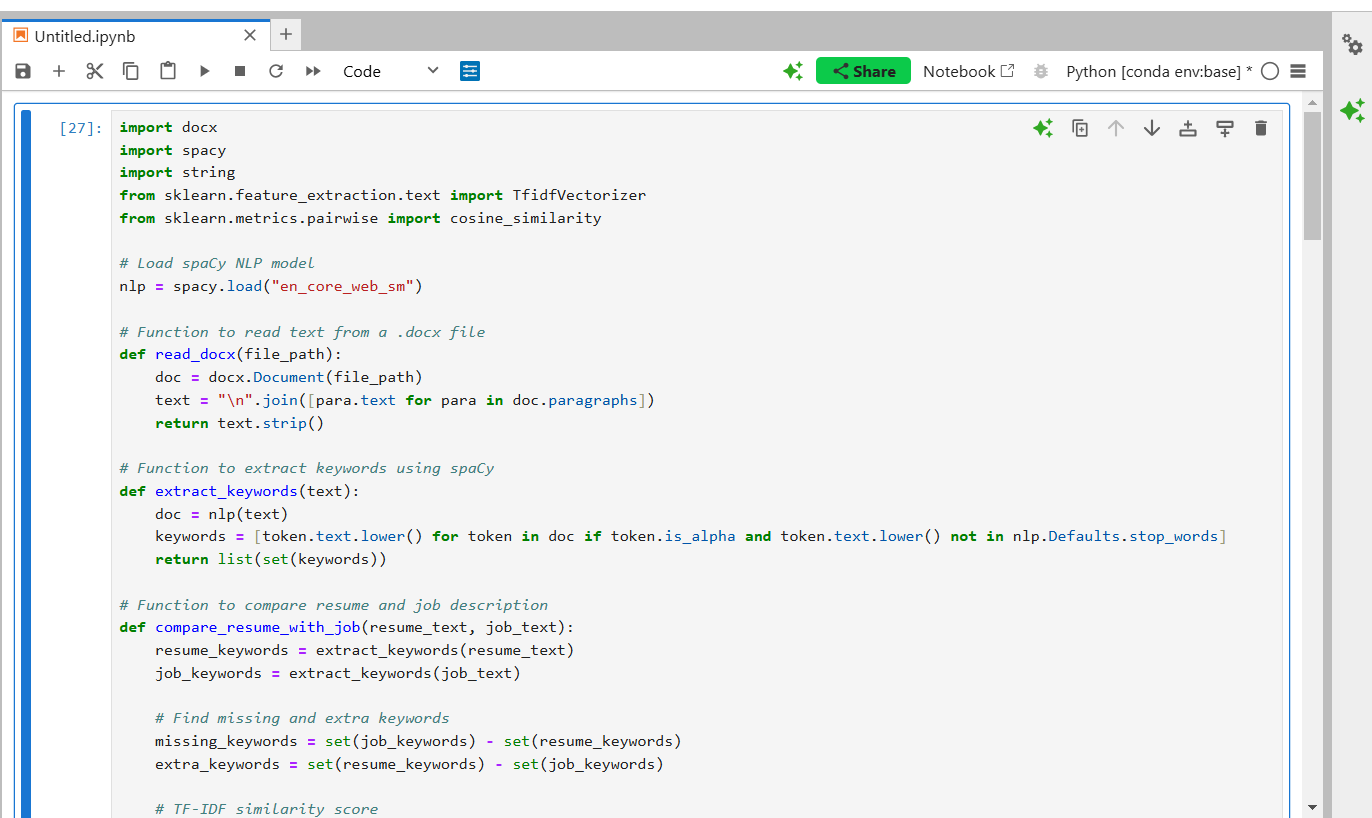 Untitled.ipynb
Code
Share
Notebook
Python [conda env:base] *
[27]:
import docx
import spacy
import string
from sklearn.feature_extraction.text import TfidfVectorizer
from sklearn.metrics.pairwise import cosine_similarity
# Load spaCy NLP model
nlp = spacy.load("en_core_web_sm")
# Function to read text from a .docx file
def read_docx(file_path):
    doc = docx.Document(file_path)
    text = "\n".join([para.text for para in doc.paragraphs])
    return text.strip()
# Function to extract keywords using spaCy
def extract_keywords(text):
    doc = nlp(text)
    keywords = [token.text.lower() for token in doc if token.is_alpha and token.text.lower() not in nlp.Defaults.stop_words]
    return list(set(keywords))
# Function to compare resume and job description
def compare_resume_with_job(resume_text, job_text):
    resume_keywords = extract_keywords(resume_text)
    job_keywords = extract_keywords(job_text)
    # Find missing and extra keywords
    missing_keywords = set(job_keywords) - set(resume_keywords)
    extra_keywords = set(resume_keywords) - set(job_keywords)
    # TF-IDF similarity score